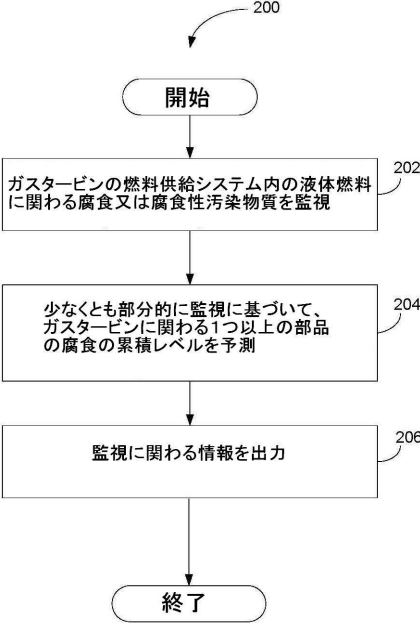 200
開始
202
ガスタービンの燃料供給システム内の液体燃料
に関わる腐食又は腐食性汚染物質を監視
204
少なくとも部分的に監視に基づいて、
ガスタービンに関わる1つ以上の部品
の腐食の累積レベルを予測
206
監視に関わる情報を出力
終了